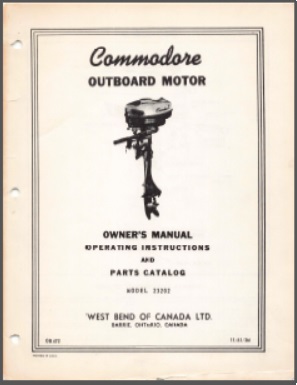 Commodore
OUTBOARD MOTOR
OWNER'S MANUAL
OPERATING INSTRUCTIONS
AND
PARTS CATALOG
MODEL 23202
WEST BEND OF CANADA LTD.
BARRIE, ONTARIO, CANADA